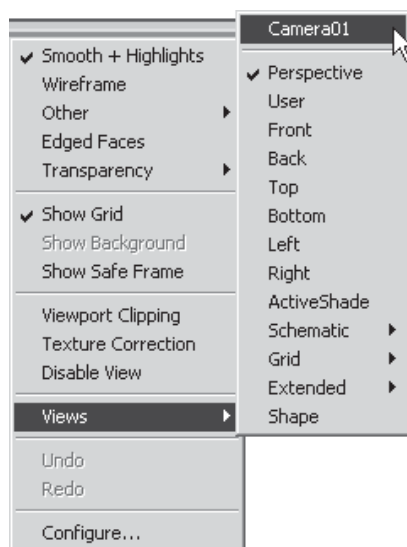 Smooth + Highlights
Wireframe
Other
Edged Faces
Transparency
Show Grid
Show Background
Show Safe Frame
Viewport Clipping
Texture Correction
Disable View
Views
Undo
Redo
Configure...
Camera01
Perspective
User
Front
Back
Top
Bottom
Left
Right
ActiveShade
Schematic
Grid
Extended
Shape